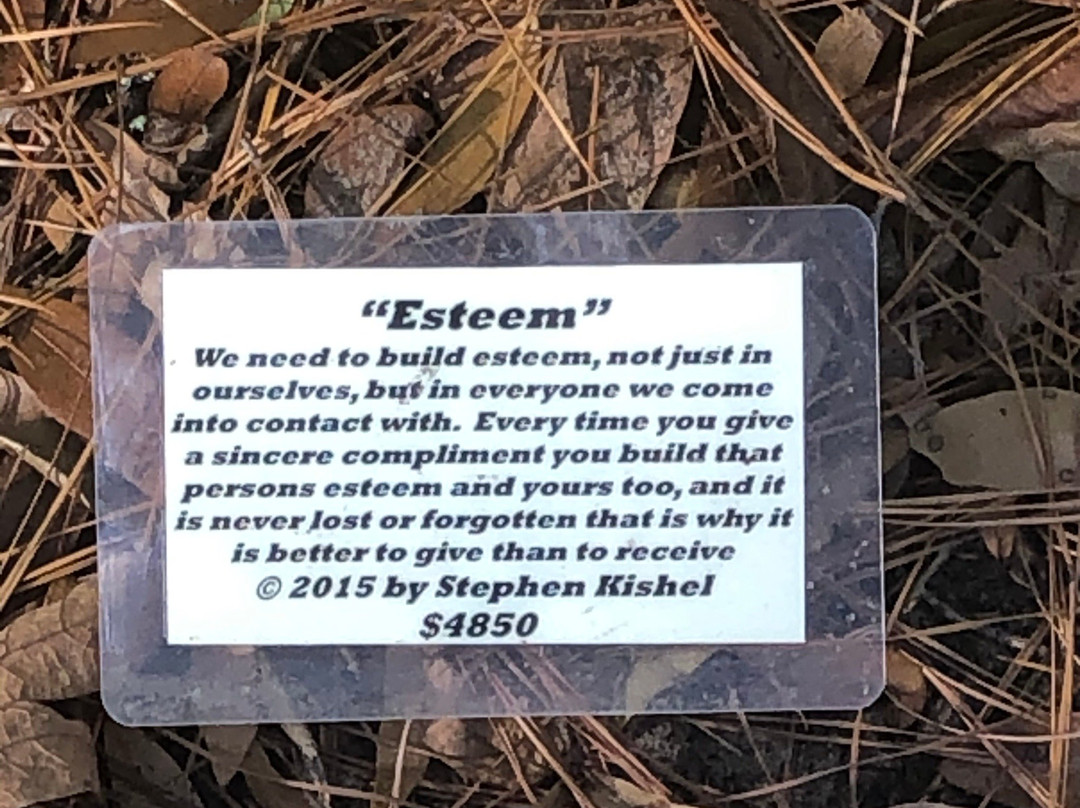 “Esteem”
We need to build esteem, not just in
ourselves, but in everyone we come
into contact with. Every time you give
a sincere compliment you build that
persons esteem and yours too, and it
is never lost or forgotten that is why it
is better to give than to receive
© 2015 by Stephen Kishel
$4850